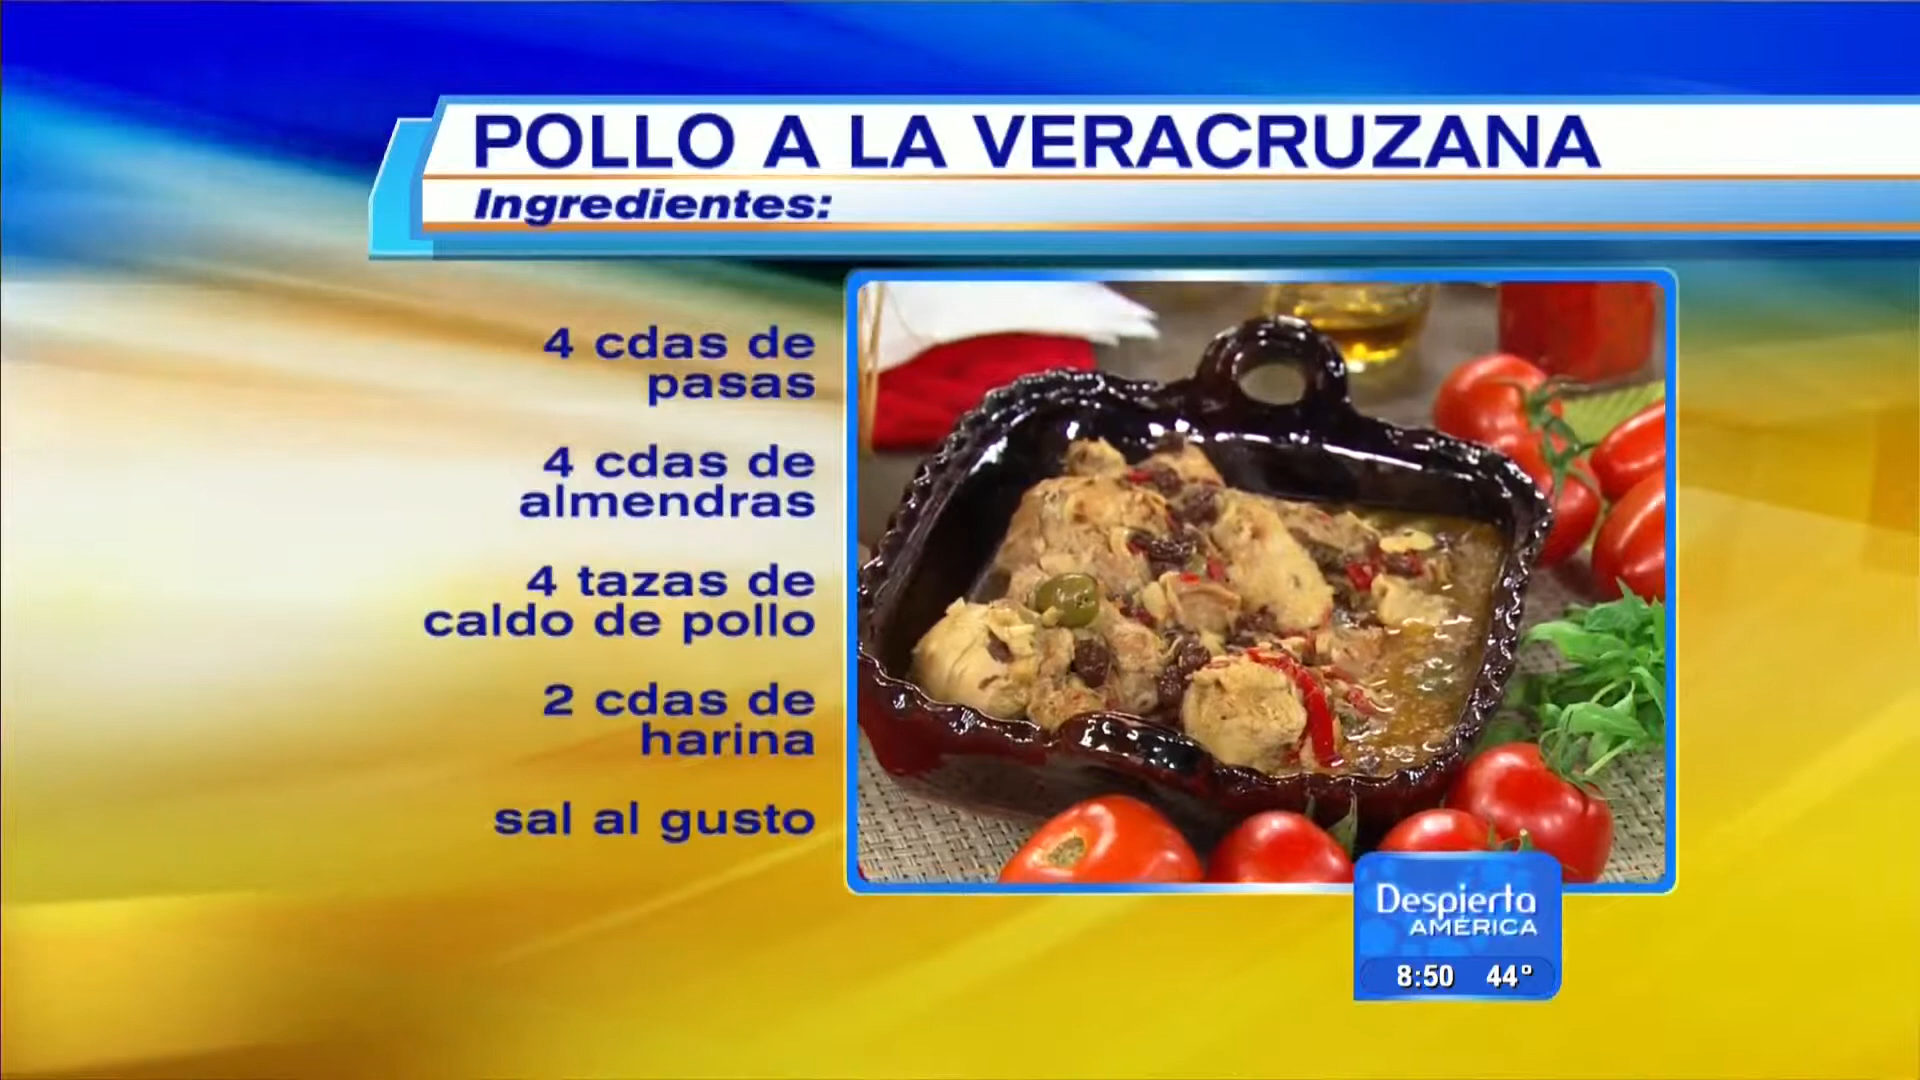 POLLO A LA VERACRUZANA
Ingredientes:
4 cdas de
pasas
4 cdas de
almendras
4 tazas de
caldo de pollo
2 cdas de
harina
sal al gusto
Despierta
AMÉRICA
8:50 44°